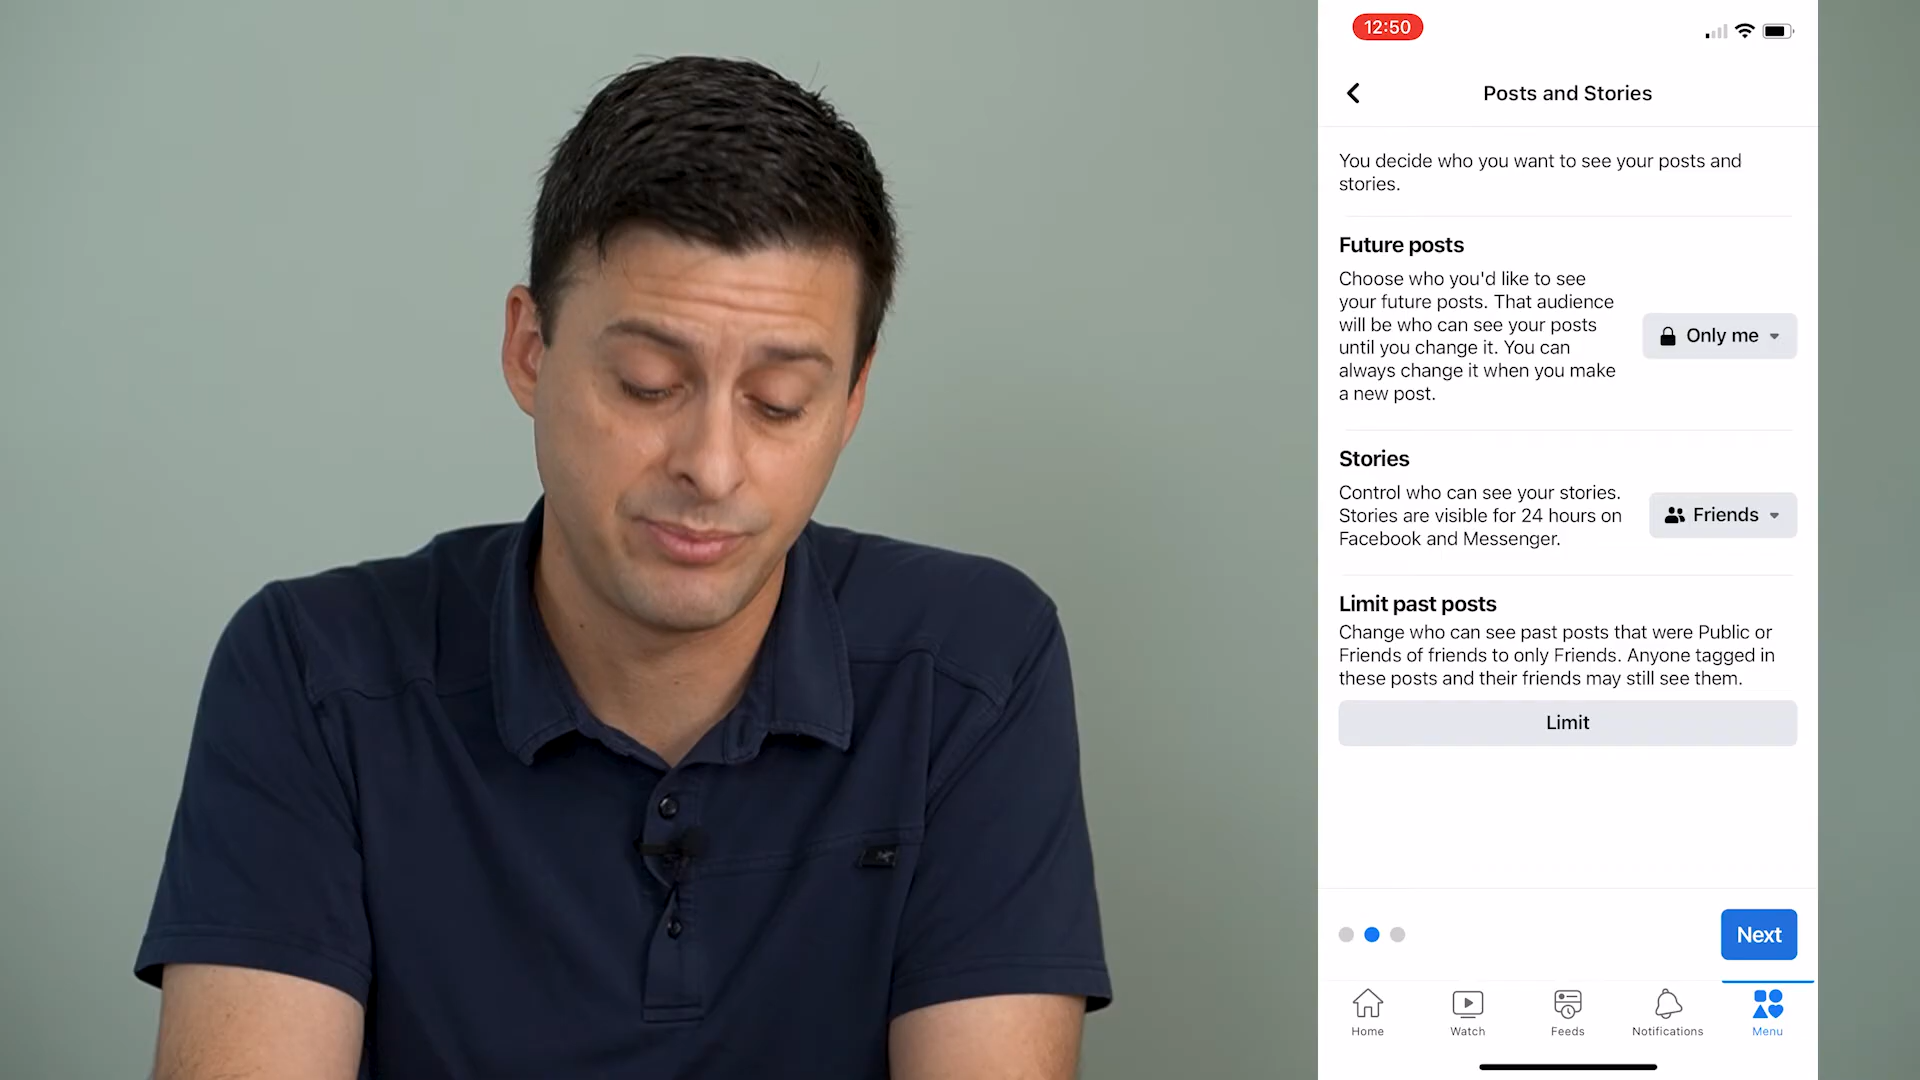 12:50
Posts and Stories
You decide who you want to see your posts and
stories.
Future posts
Choose who you'd like to see
your future posts. That audience
will be who can see your posts
until you change it. You can
always change it when you make
a new post.
Only me
Stories
Control who can see your stories.
Stories are visible for 24 hours on
Facebook and Messenger.
Friends
Limit past posts
Change who can see past posts that were Public or
Friends of friends to only Friends. Anyone tagged in
these posts and their friends may still see them.
Limit
Next
Home
Watch
Feeds
Notifications
Menu